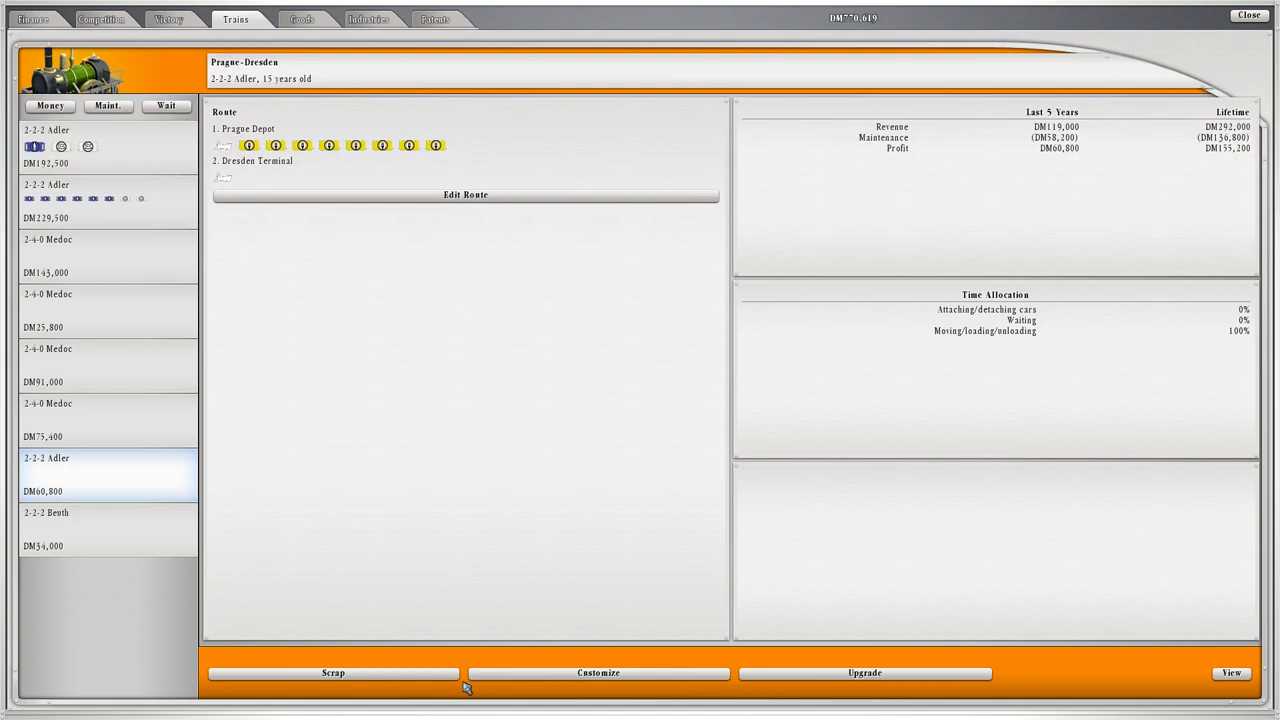 Finance Competition Victory Trains Goods Industries Patents DM770,619 Close
Prague-Dresden
2-2-2 Adler, 15 years old
Money Maint. Wait
2-2-2 Adler
DM192,500
2-2-2 Adler
DM229,500
2-4-0 Medoc
DM143,000
2-4-0 Medoc
DM25,800
2-4-0 Medoc
DM91,000
2-4-0 Medoc
DM75,400
2-2-2 Adler
DM60,800
2-2-2 Beuth
DM34,000
Route
1. Prague Depot
2. Dresden Terminal
Edit Route
Last 5 Years Lifetime
Revenue DM119,000 DM292,000
Maintenance (DM58,200) (DM136,800)
Profit DM60,800 DM155,200
Time Allocation
Attaching/detaching cars 0%
Waiting 0%
Moving/loading/unloading 100%
Scrap Customize Upgrade View